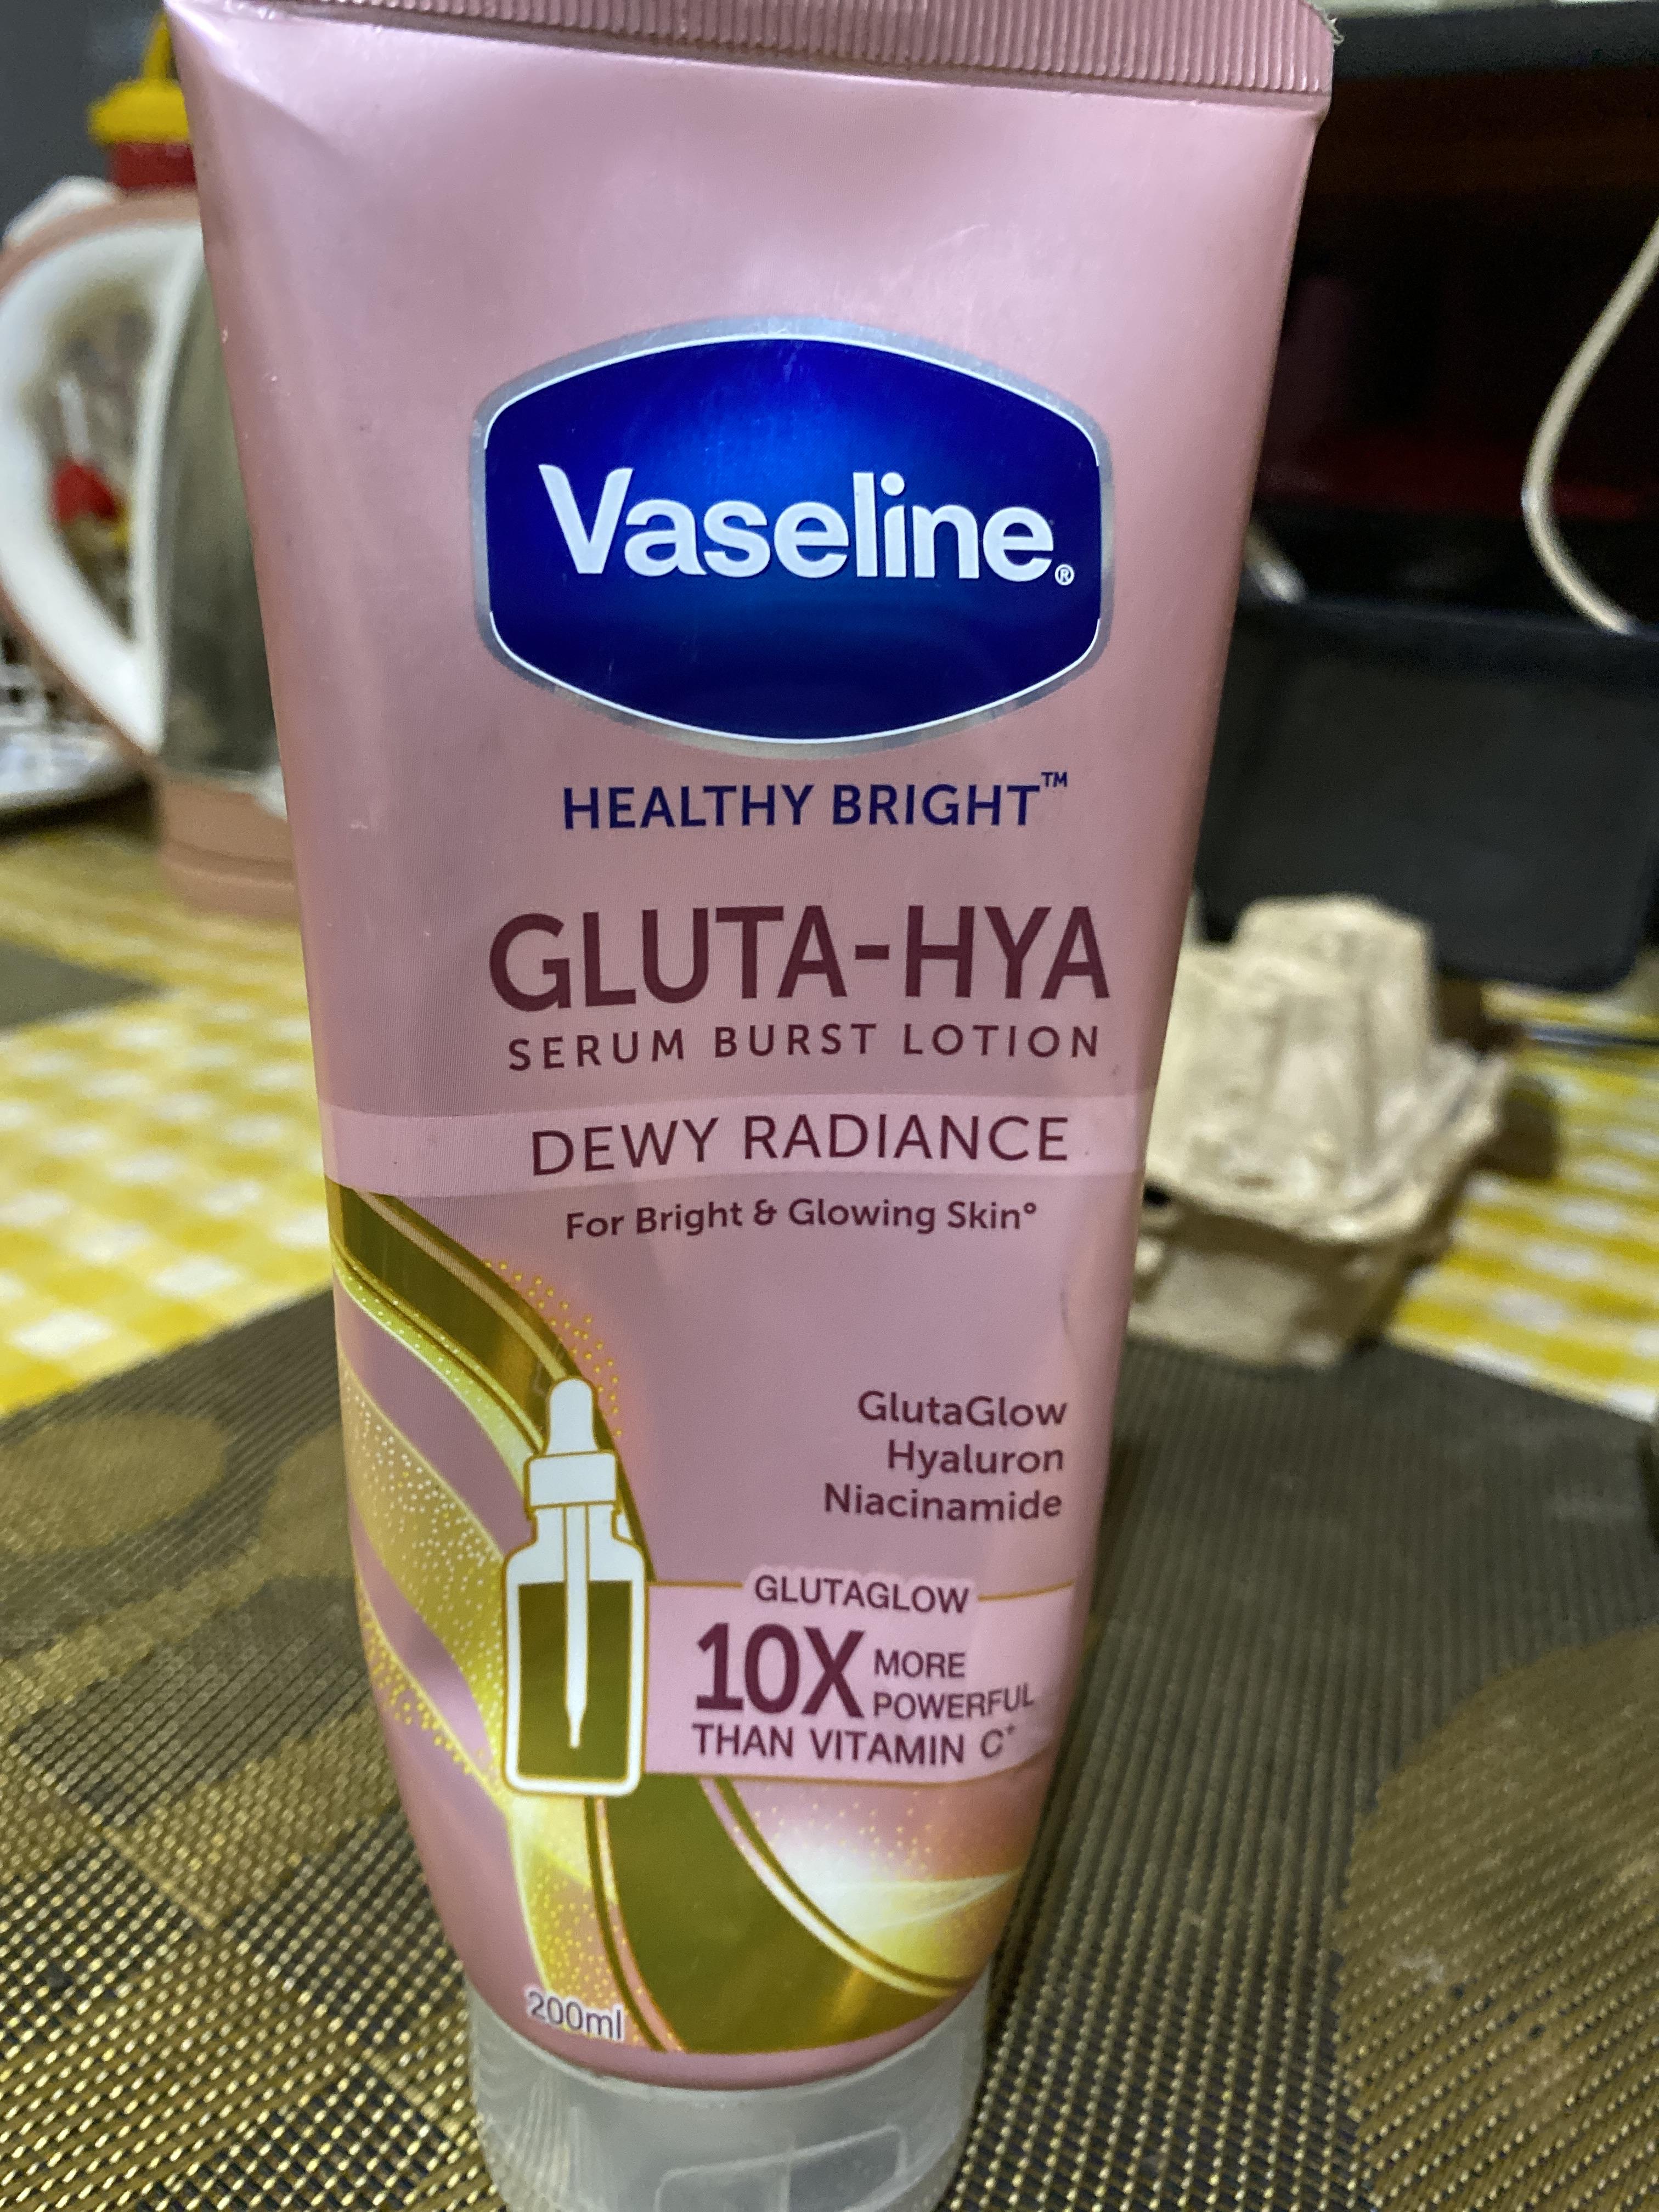 Vaseline®
HEALTHY BRIGHT™
GLUTA-HYA
SERUM BURST LOTION
DEWY RADIANCE
For Bright & Glowing Skin°
GlutaGlow
Hyaluron
Niacinamide
GLUTAGLOW
10X MORE
POWERFUL
THAN VITAMIN C⁺
200ml